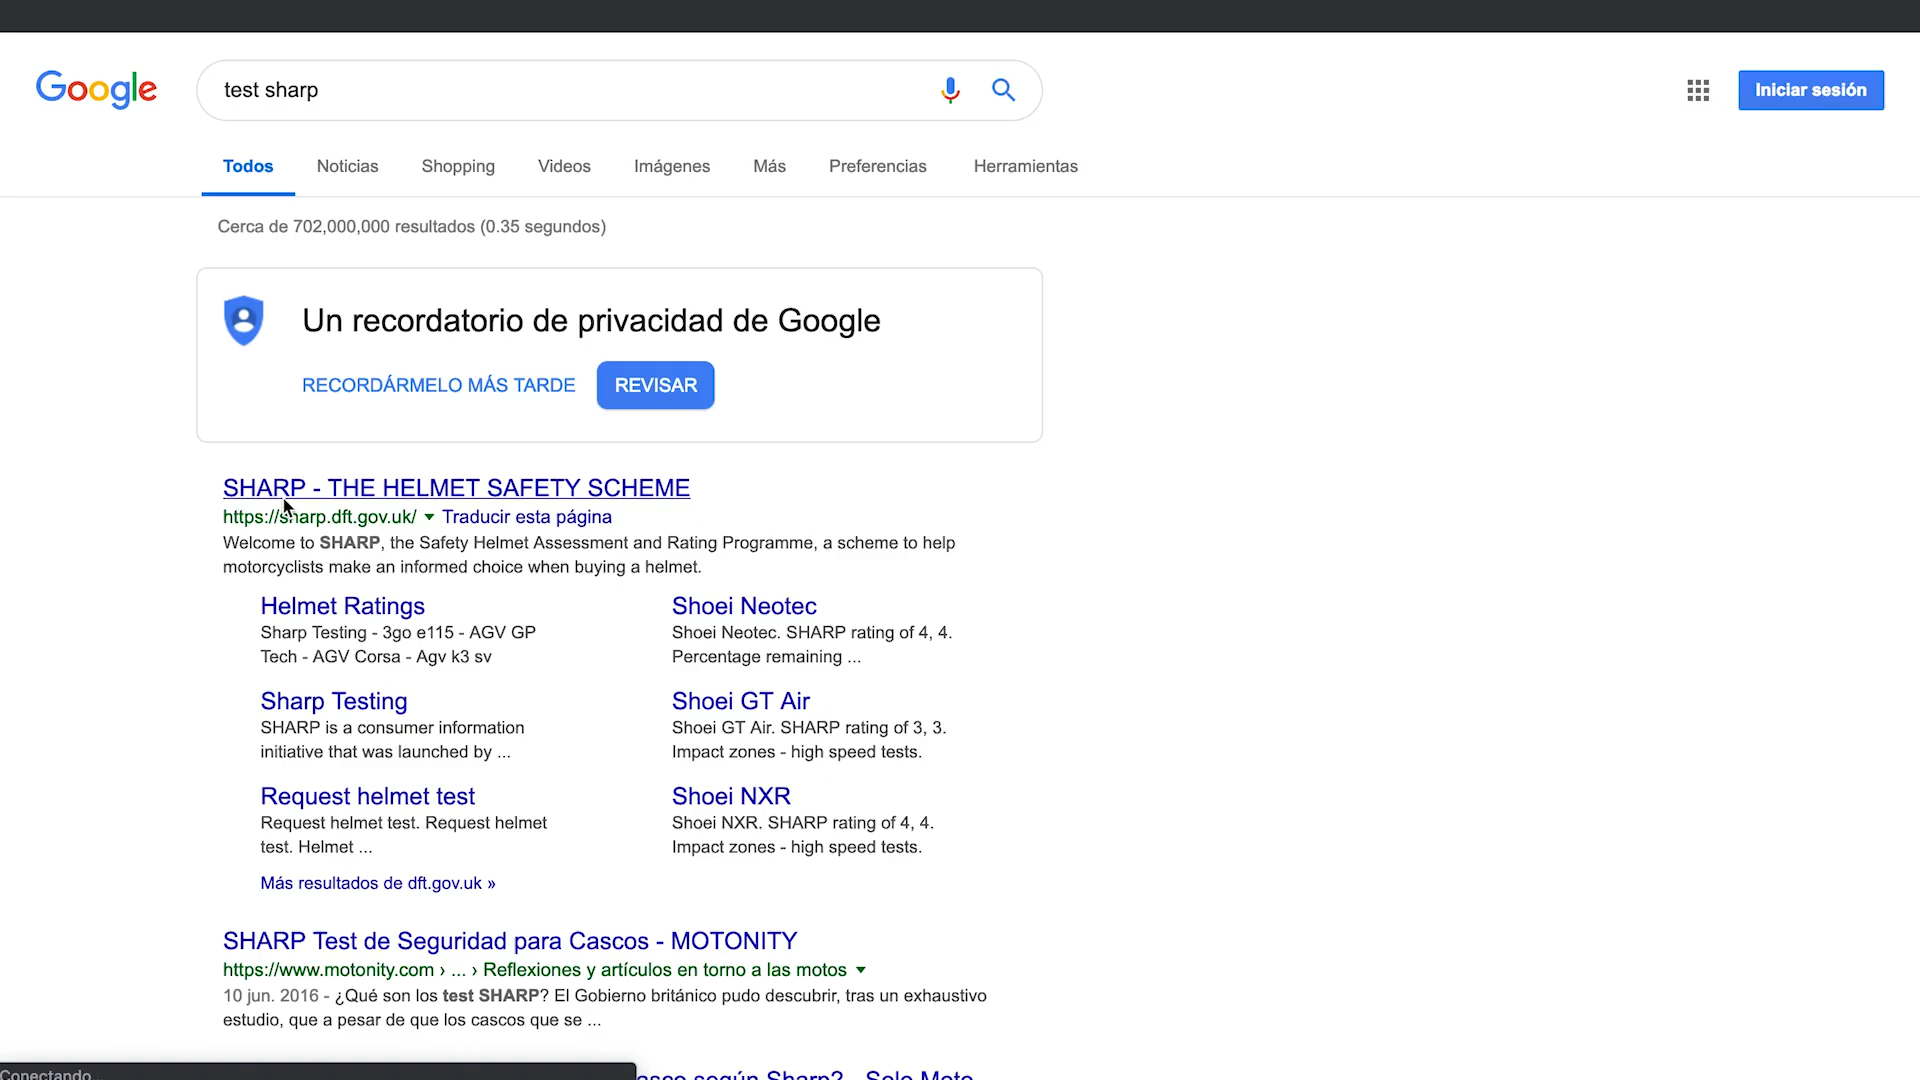 Google
test sharp
Iniciar sesión
Todos
Noticias
Shopping
Videos
Imágenes
Más
Preferencias
Herramientas
Cerca de 702,000,000 resultados (0.35 segundos)
Un recordatorio de privacidad de Google
RECORDÁRMELO MÁS TARDE
REVISAR
SHARP - THE HELMET SAFETY SCHEME
https://sharp.dft.gov.uk/ Traducir esta página
Welcome to SHARP, the Safety Helmet Assessment and Rating Programme, a scheme to help
motorcyclists make an informed choice when buying a helmet.
Helmet Ratings
Sharp Testing - 3go e115 - AGV GP
Tech - AGV Corsa - Agv k3 sv
Shoei Neotec
Shoei Neotec. SHARP rating of 4, 4.
Percentage remaining ...
Sharp Testing
SHARP is a consumer information
initiative that was launched by ...
Shoei GT Air
Shoei GT Air. SHARP rating of 3, 3.
Impact zones - high speed tests.
Request helmet test
Request helmet test. Request helmet
test. Helmet ...
Shoei NXR
Shoei NXR. SHARP rating of 4, 4.
Impact zones - high speed tests.
Más resultados de dft.gov.uk »
SHARP Test de Seguridad para Cascos - MOTONITY
https://www.motonity.com › ... › Reflexiones y artículos en torno a las motos
10 jun. 2016 - ¿Qué son los test SHARP? El Gobierno británico pudo descubrir, tras un exhaustivo
estudio, que a pesar de que los cascos que se ...
Conectando...
según Sharp? - Solo Moto